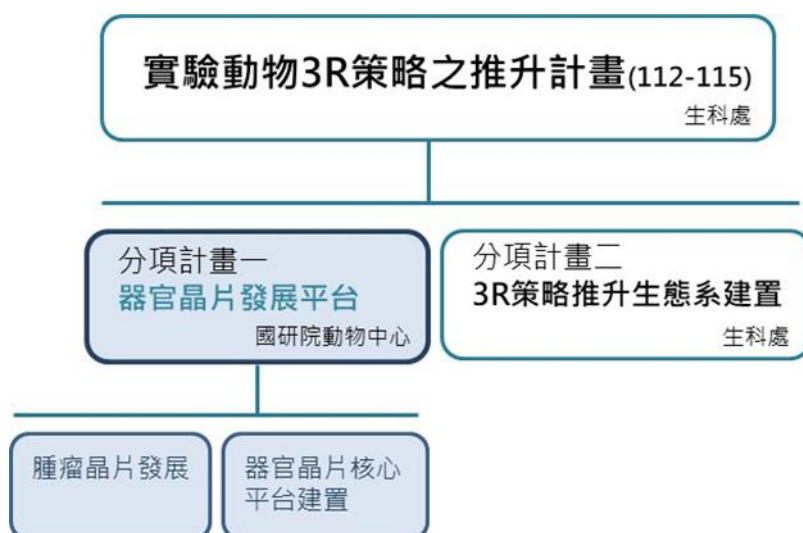 實驗動物3R策略之推升計畫(112-115)
生科處
分項計畫一
器官晶片發展平台
國研院動物中心
分項計畫二
3R策略推升生態系建置
生科處
腫瘤晶片發展
器官晶片核心
平台建置